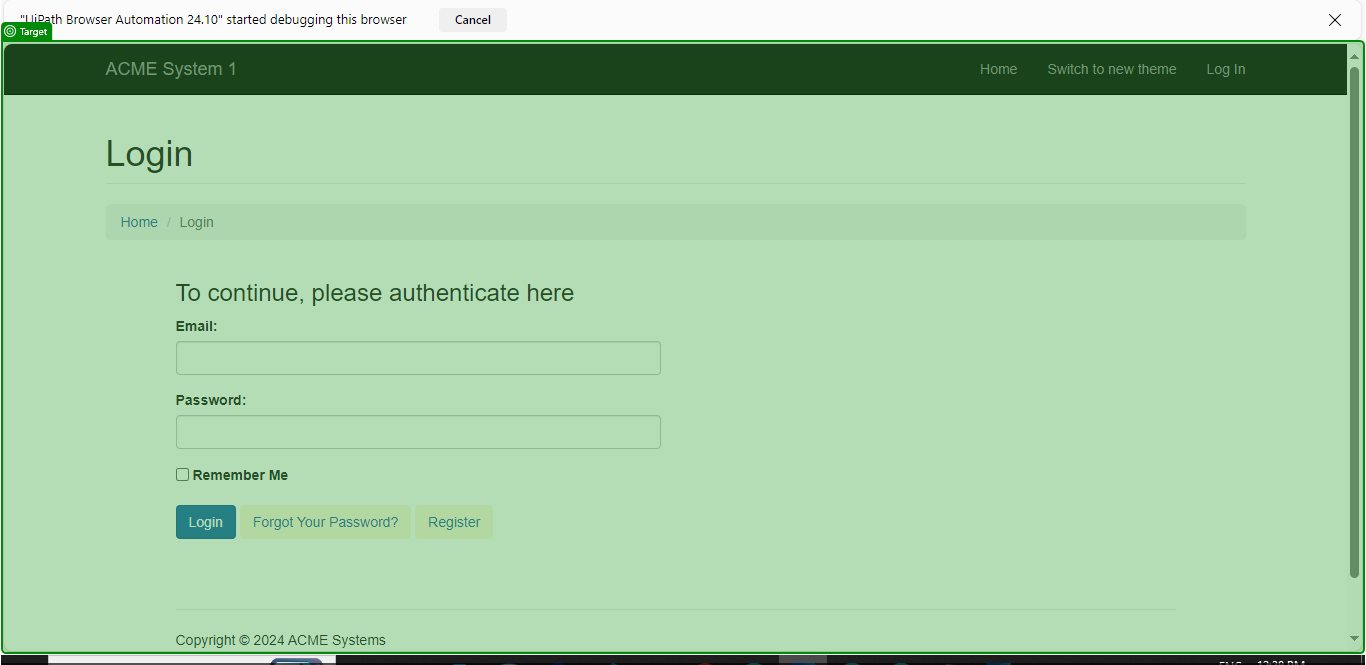 "UiPath Browser Automation 24.10" started debugging this browser Cancel
Target
ACME System 1 Home Switch to new theme Log In
Login
Home / Login
To continue, please authenticate here
Email:
Password:
Remember Me
Login Forgot Your Password? Register
Copyright © 2024 ACME Systems